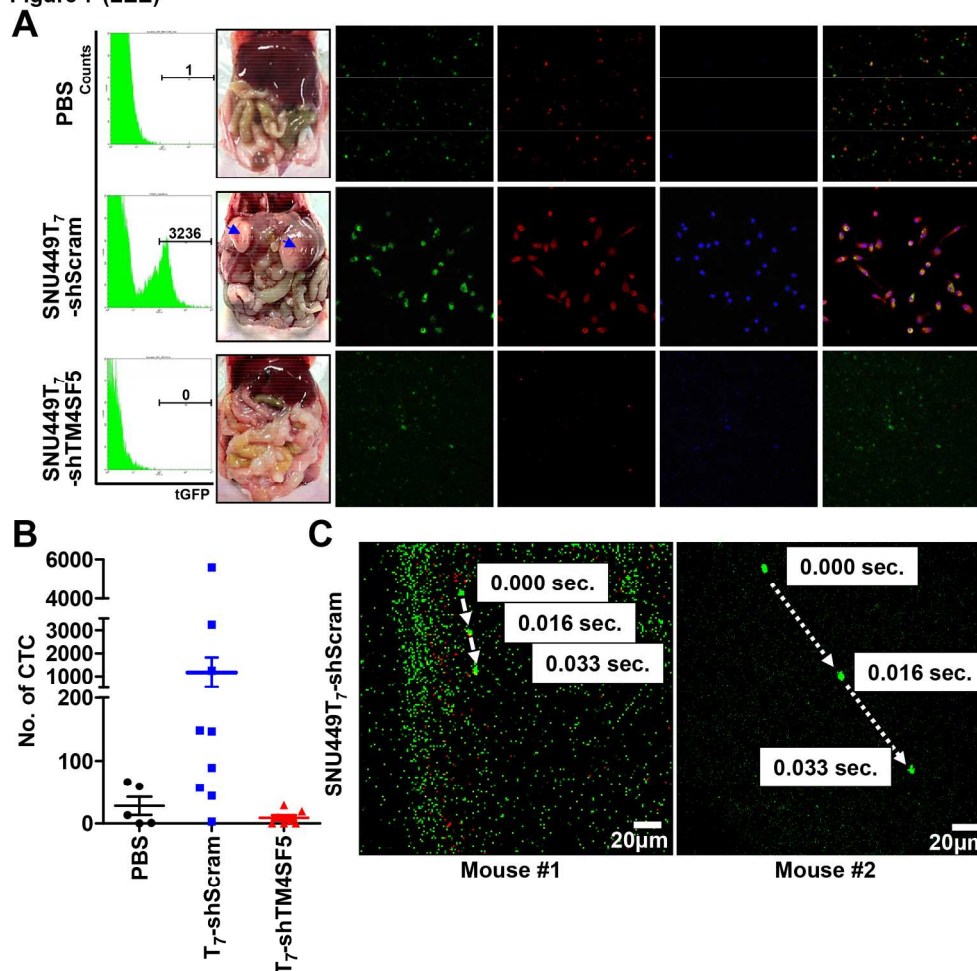 A
PBS
Counts
1
SNU449T7
-shScram
3236
SNU449T7
-shTM4SF5
0
tGFP
B
No. of CTC
6000
4000
3000
2000
1000
200
100
0
PBS
T7-shScram
T7-shTM4SF5
C
SNU449T7-shScram
0.000 sec.
0.016 sec.
0.033 sec.
20μm
Mouse #1
0.000 sec.
0.016 sec.
0.033 sec.
20μm
Mouse #2